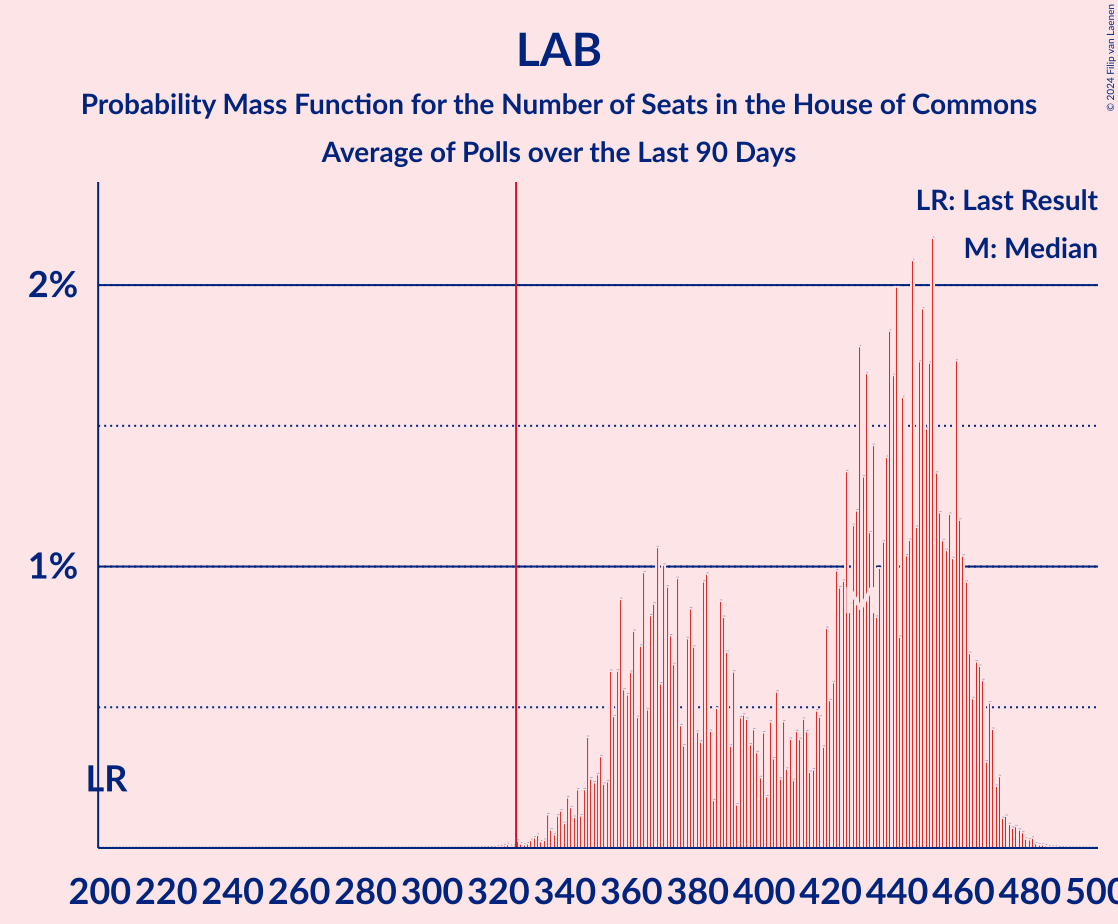 LAB
Probability Mass Function for the Number of Seats in the House of Commons
Average of Polls over the Last 90 Days
© 2024 Filip van Laenen
LR: Last Result
M: Median
2%
1%
LR
200 220 240 260 280 300 320 340 360 380 400 420 440 460 480 500